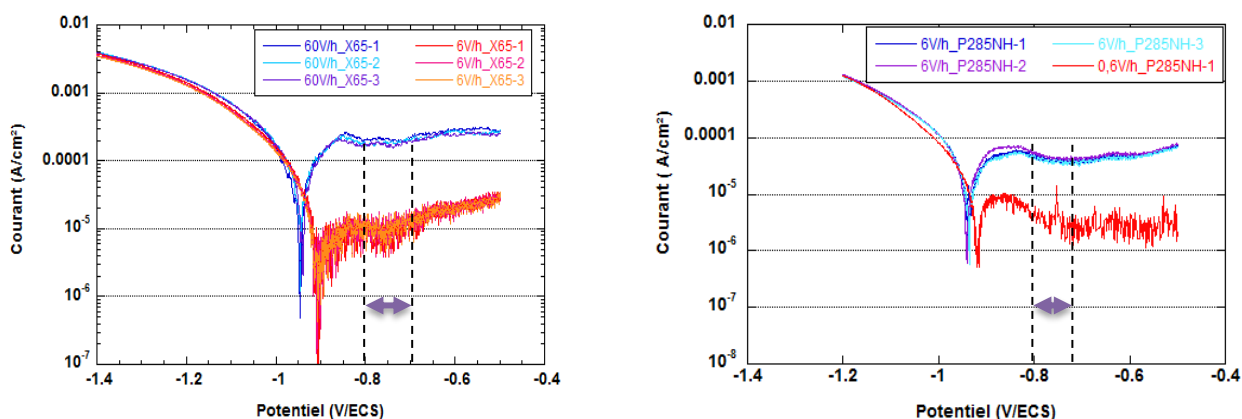 0.01
0.001
0.0001
10-5
10-6
10-7
Courant (A/cm²)
60V/h_X65-1 6V/h_X65-1
60V/h_X65-2 6V/h_X65-2
60V/h_X65-3 6V/h_X65-3
-1.4 -1.2 -1 -0.8 -0.6 -0.4
Potentiel (V/ECS)
0.01
0.001
0.0001
10-5
10-6
10-7
10-8
Courant ( A/cm²)
6V/h_P285NH-1 6V/h_P285NH-3
6V/h_P285NH-2 0,6V/h_P285NH-1
-1.4 -1.2 -1 -0.8 -0.6 -0.4
Potentiel (V/ECS)